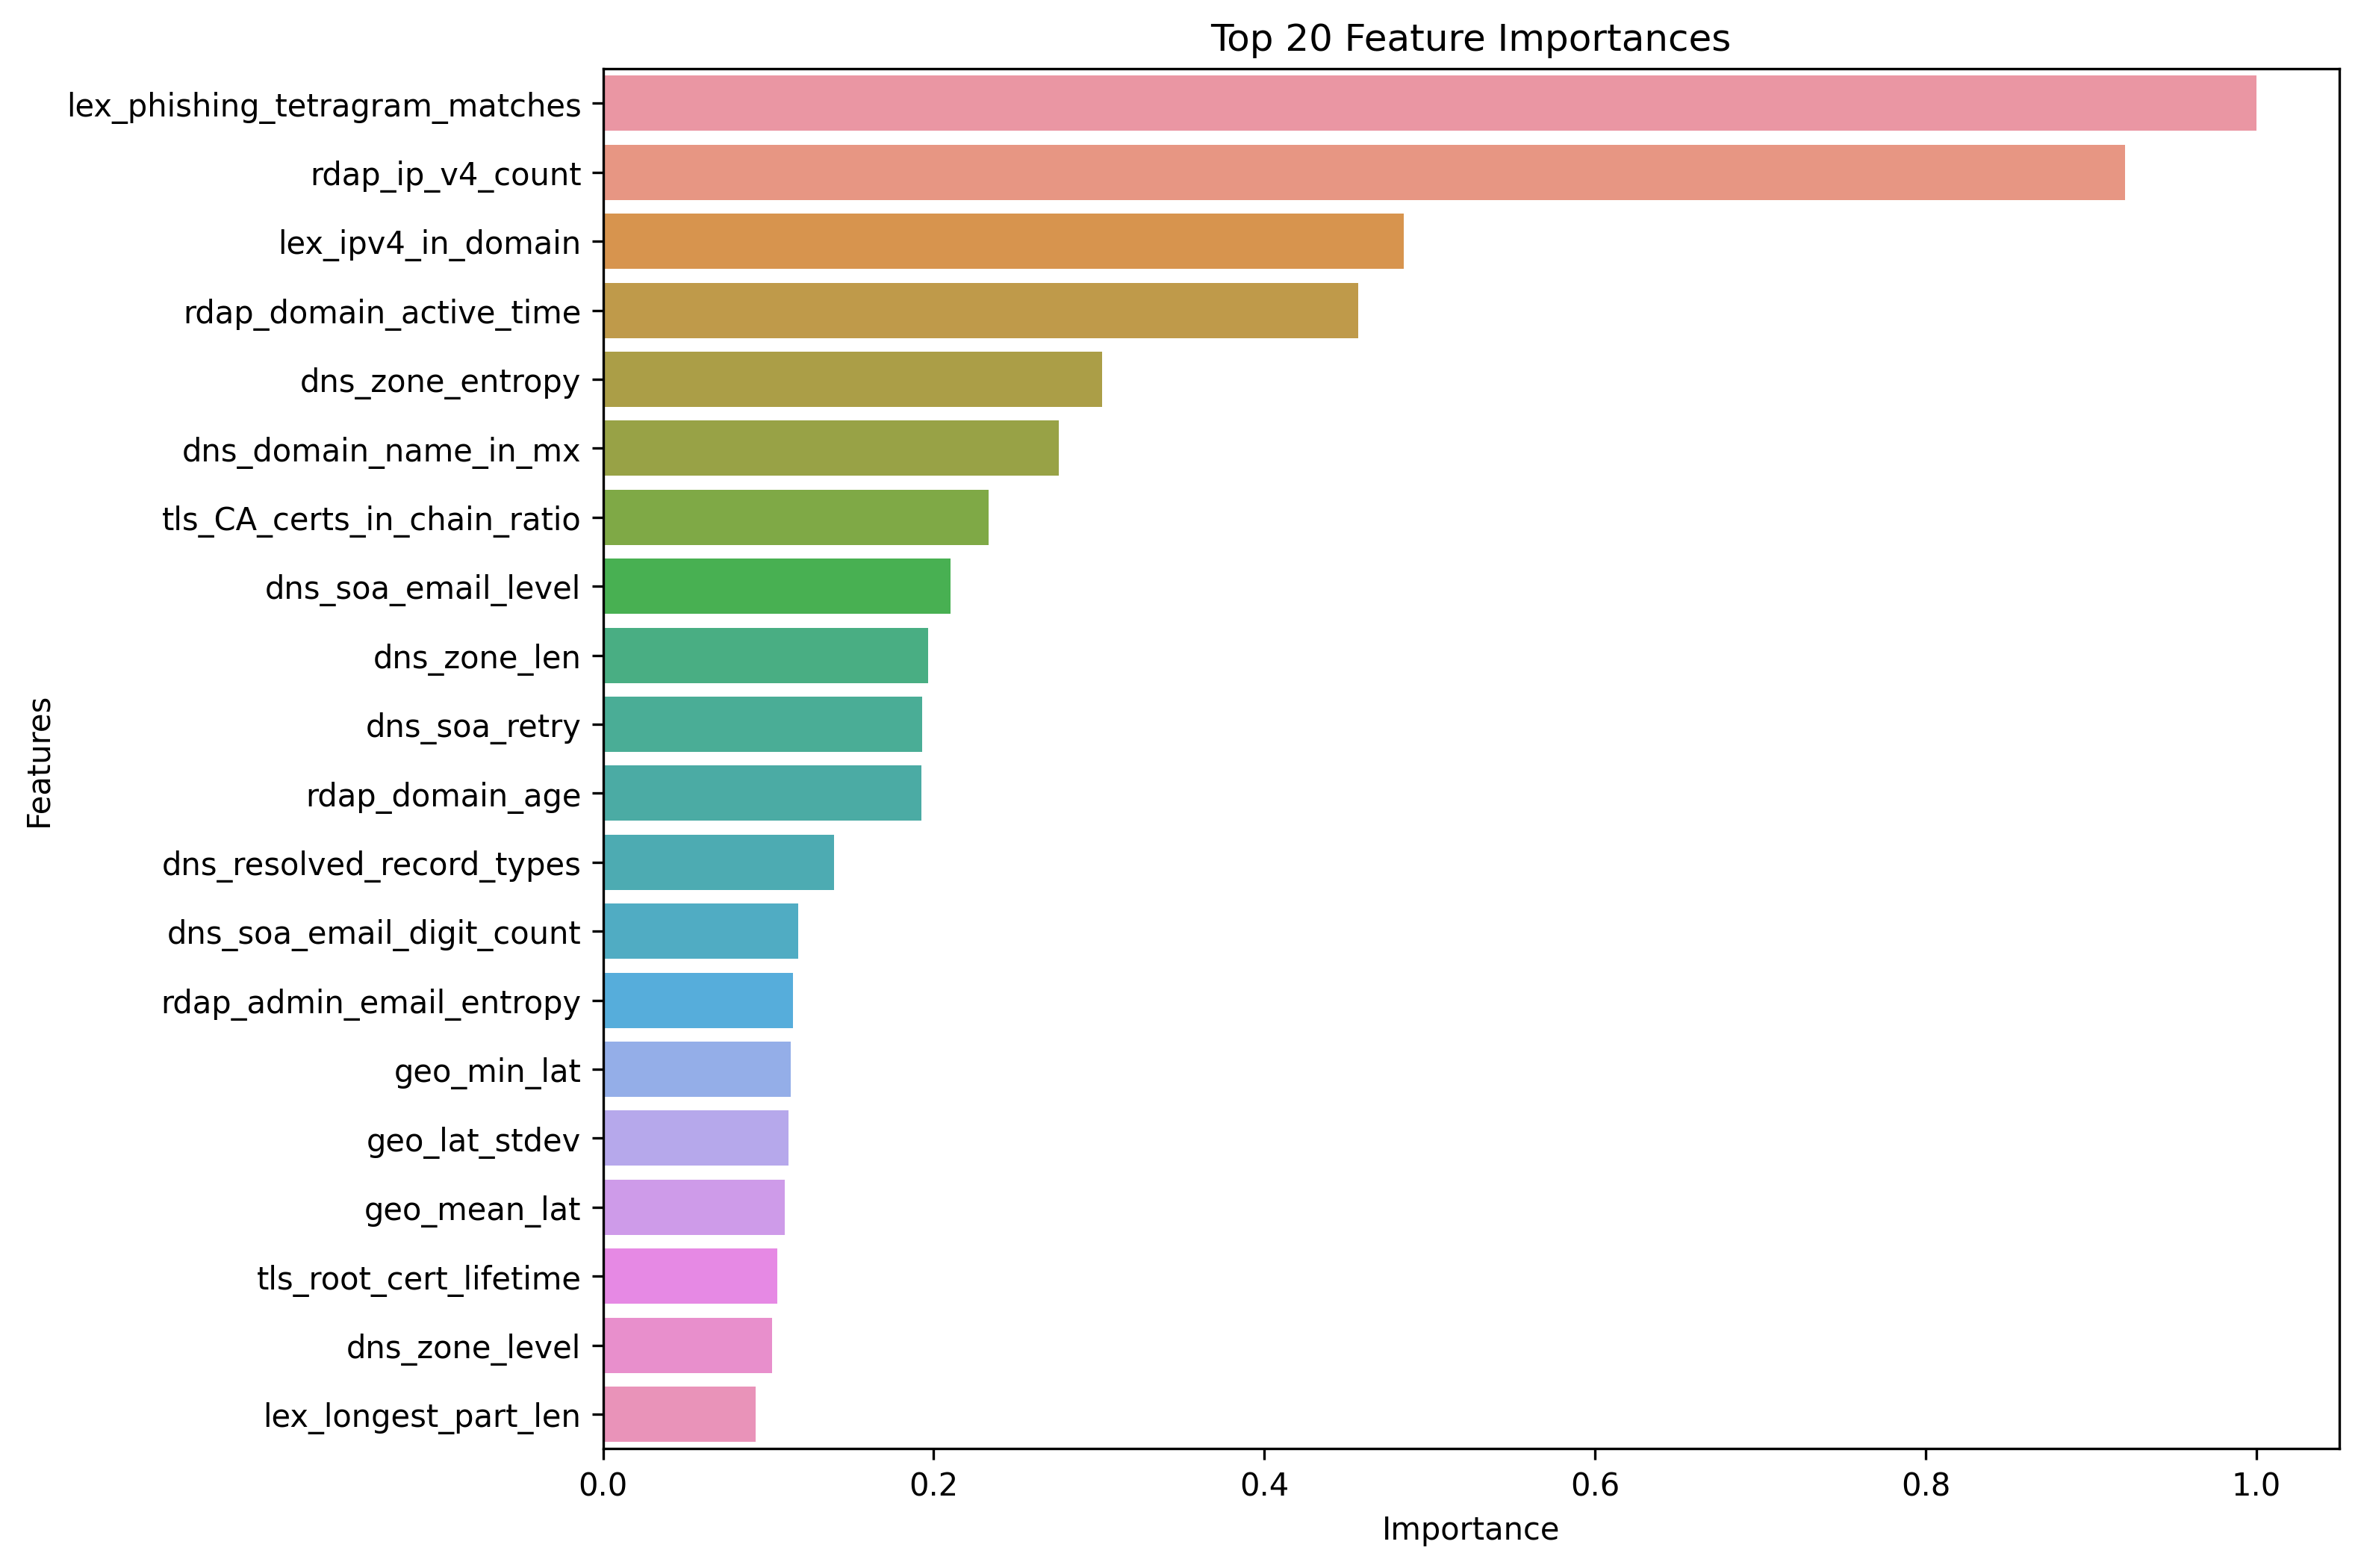 Top 20 Feature Importances
lex_phishing_tetragram_matches
rdap_ip_v4_count
lex_ipv4_in_domain
rdap_domain_active_time
dns_zone_entropy
dns_domain_name_in_mx
tls_CA_certs_in_chain_ratio
dns_soa_email_level
dns_zone_len
dns_soa_retry
rdap_domain_age
dns_resolved_record_types
dns_soa_email_digit_count
rdap_admin_email_entropy
geo_min_lat
geo_lat_stdev
geo_mean_lat
tls_root_cert_lifetime
dns_zone_level
lex_longest_part_len
Features
0.0 0.2 0.4 0.6 0.8 1.0
Importance